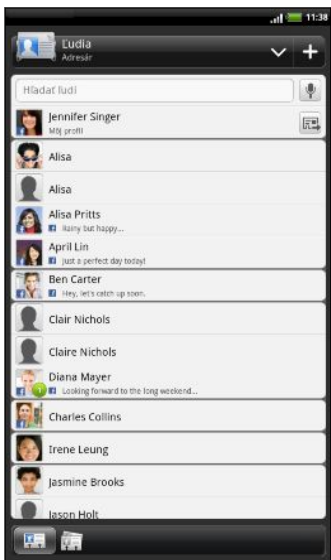 11:38
Ľudia
Adresár
Hľadať ľudí
Jennifer Singer
Môj profil
Alisa
Alisa
Alisa Pritts
Rainy but happy...
April Lin
Just a perfect day today!
Ben Carter
Hey, let's catch up soon.
Clair Nichols
Claire Nichols
Diana Mayer
Looking forward to the long weekend...
Charles Collins
Irene Leung
Jasmine Brooks
Jason Holt